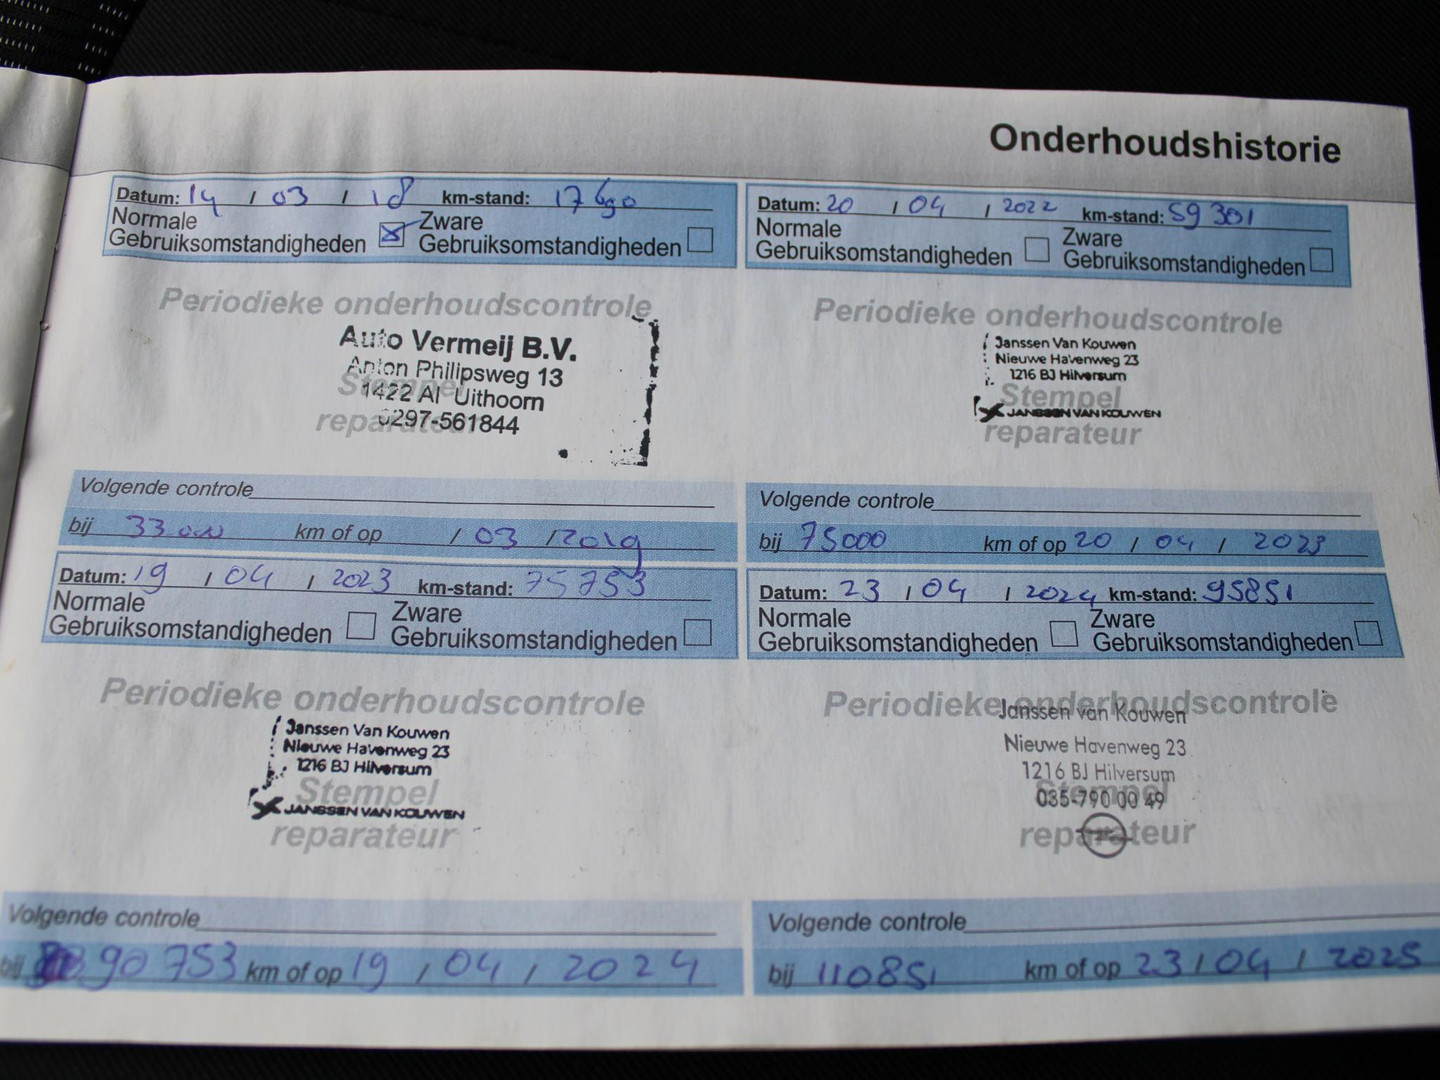 Onderhoudshistorie
Datum: 14 / 03 / 18 km-stand: 17690
Normale Gebruiksomstandigheden Zware Gebruiksomstandigheden
Periodieke onderhoudscontrole
Auto Vermeij B.V.
Anton Philipsweg 13
Stempel
1422 Al Uithoorn
reparateur
0297-561844
Volgende controle
bij 33000 km of op / 03 / 2019
Datum: 20 / 04 / 2022 km-stand: 59301
Normale Gebruiksomstandigheden Zware Gebruiksomstandigheden
Periodieke onderhoudscontrole
Janssen Van Kouwen
Nieuwe Havenweg 23
1216 BJ Hilversum
Stempel
JANSSEN VAN KOUWEN
reparateur
Volgende controle
bij 75000 km of op 20 / 04 / 2023
Datum: 19 / 04 / 2023 km-stand: 75753
Normale Gebruiksomstandigheden Zware Gebruiksomstandigheden
Periodieke onderhoudscontrole
Janssen Van Kouwen
Nieuwe Havenweg 23
1216 BJ Hilversum
Stempel
JANSSEN VAN KOUWEN
reparateur
Volgende controle
bij 90753 km of op 19 / 04 / 2024
Datum: 23 / 04 / 2024 km-stand: 95851
Normale Gebruiksomstandigheden Zware Gebruiksomstandigheden
Periodieke onderhoudscontrole
Janssen van Kouwen
Nieuwe Havenweg 23
1216 BJ Hilversum
Stempel
035-790 00 49
reparateur
Volgende controle
bij 110851 km of op 23 / 04 / 2025